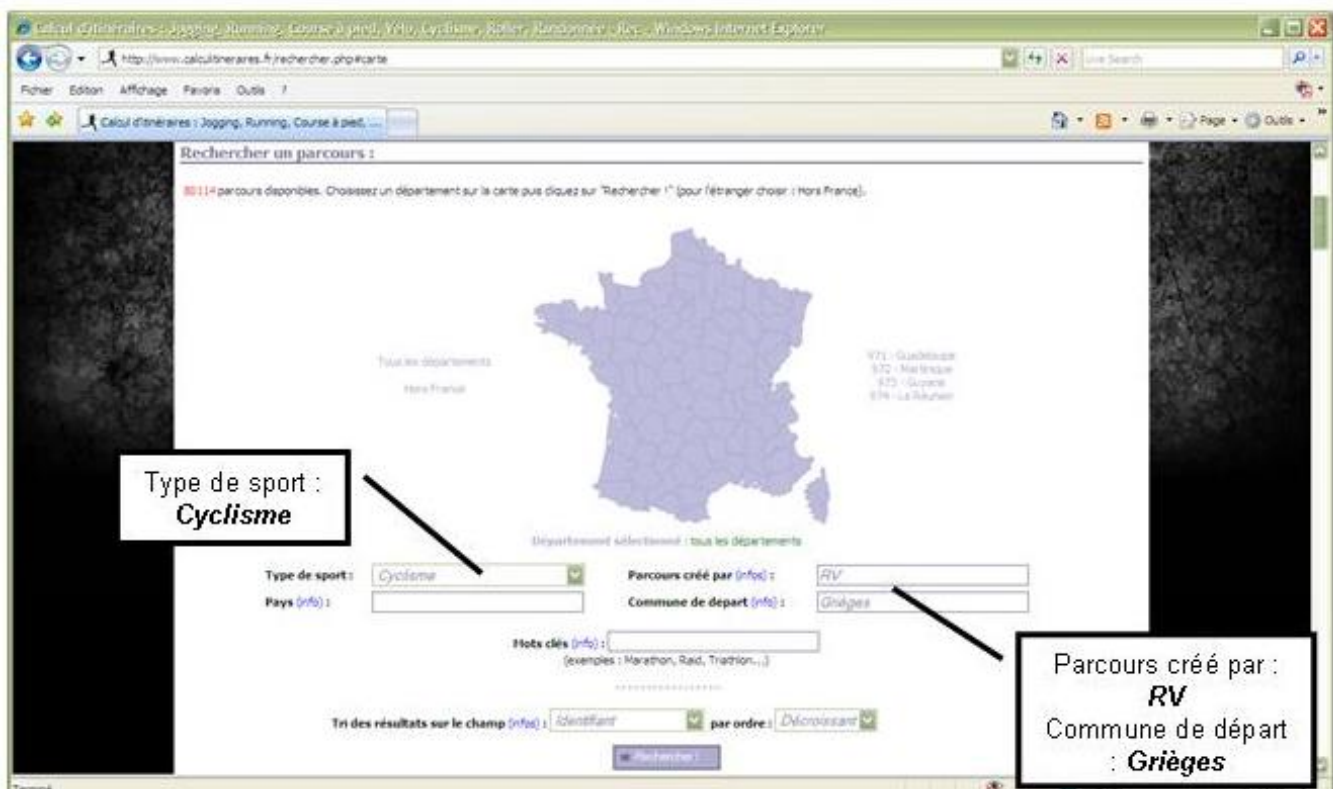 Calcul d'itinéraires : Jogging, Running, Course à pied, Vélo, Cyclisme, Roller, Randonnée - Rec - Windows Internet Explorer
http://www.calculitineraires.fr/rechercher.php#carte
Live Search
Fichier Edition Affichage Favoris Outils ?
Calcul d'itinéraires : Jogging, Running, Course à pied, ...
Page Outils
Rechercher un parcours :
80114 parcours disponibles. Choisissez un département sur la carte puis cliquez sur "Rechercher !" (pour l'étranger choisir : Hors France).
Tous les départements
Hors France
971 - Guadeloupe
972 - Martinique
973 - Guyane
974 - La Réunion
Type de sport :
Cyclisme
Département sélectionné : tous les départements
Type de sport : Cyclisme Parcours créé par (infos) : RV
Pays (info) : Commune de depart (info) : Grièges
Mots clés (info) :
(exemples : Marathon, Raid, Triathlon...)
Tri des résultats sur le champ (infos) : Identifiant par ordre : Décroissant
Rechercher !
Parcours créé par :
RV
Commune de départ
: Grièges